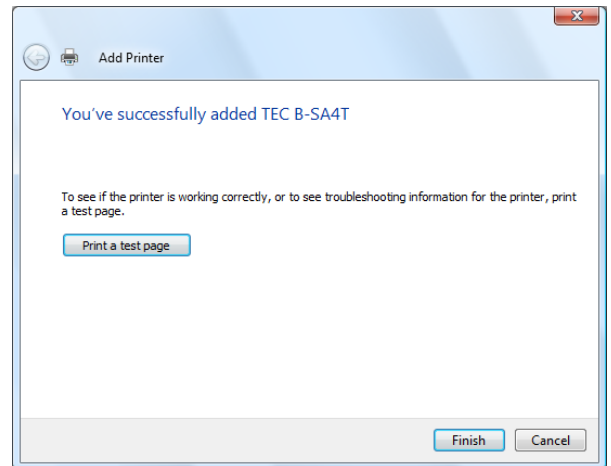 Add Printer
You've successfully added TEC B-SA4T
To see if the printer is working correctly, or to see troubleshooting information for the printer, print
a test page.
Print a test page
Finish
Cancel